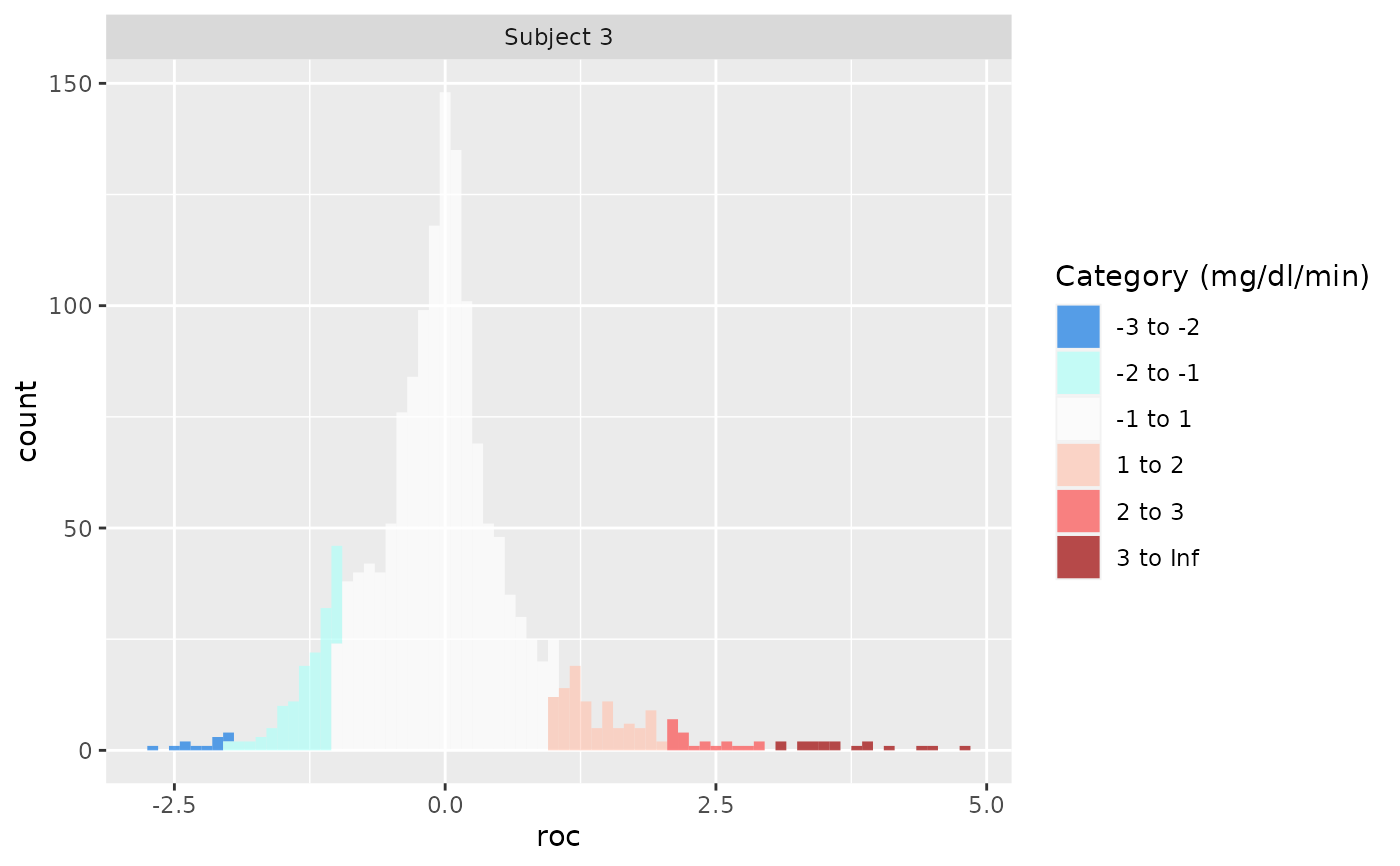 Subject 3
150
100
50
0
count
-2.5
0.0
2.5
5.0
roc
Category (mg/dl/min)
-3 to -2
-2 to -1
-1 to 1
1 to 2
2 to 3
3 to Inf